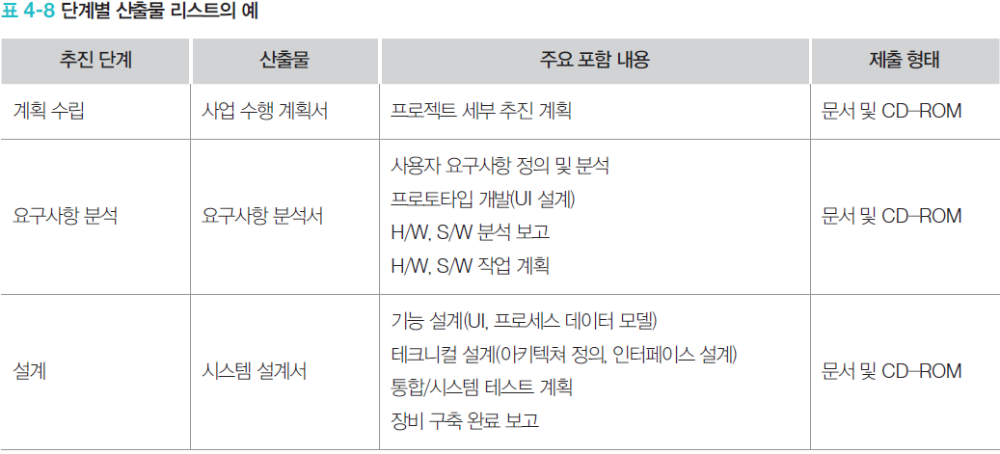 표 4-8 단계별 산출물 리스트의 예
추진 단계 산출물 주요 포함 내용 제출 형태
계획 수립 사업 수행 계획서 프로젝트 세부 추진 계획 문서 및 CD-ROM
요구사항 분석 요구사항 분석서 사용자 요구사항 정의 및 분석 문서 및 CD-ROM
프로토타입 개발(UI 설계)
H/W, S/W 분석 보고
H/W, S/W 작업 계획
설계 시스템 설계서 기능 설계(UI, 프로세스 데이터 모델) 문서 및 CD-ROM
테크니컬 설계(아키텍쳐 정의, 인터페이스 설계)
통합/시스템 테스트 계획
장비 구축 완료 보고